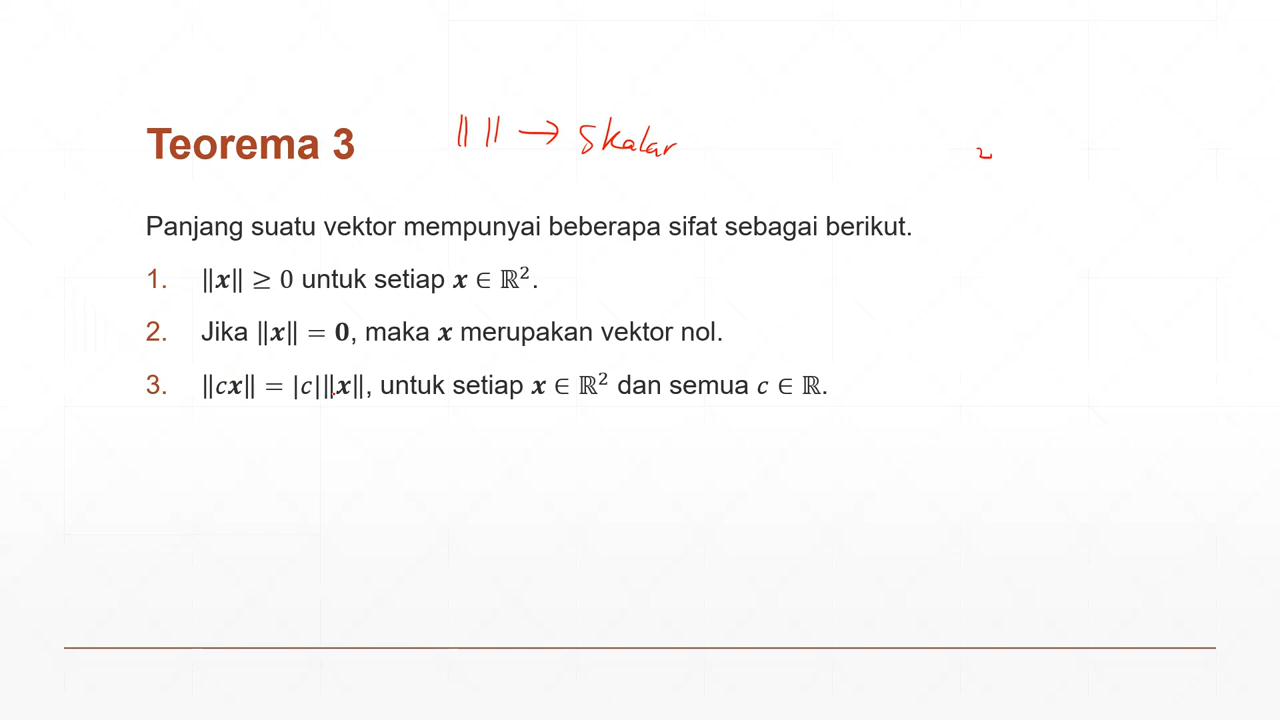 Teorema 3
|| || → skalar
2
Panjang suatu vektor mempunyai beberapa sifat sebagai berikut.
1. ‖𝒙‖ ≥ 0 untuk setiap 𝒙 ∈ ℝ².
2. Jika ‖𝒙‖ = 𝟎, maka 𝒙 merupakan vektor nol.
3. ‖𝑐𝒙‖ = |𝑐|‖𝒙‖, untuk setiap 𝒙 ∈ ℝ² dan semua 𝑐 ∈ ℝ.